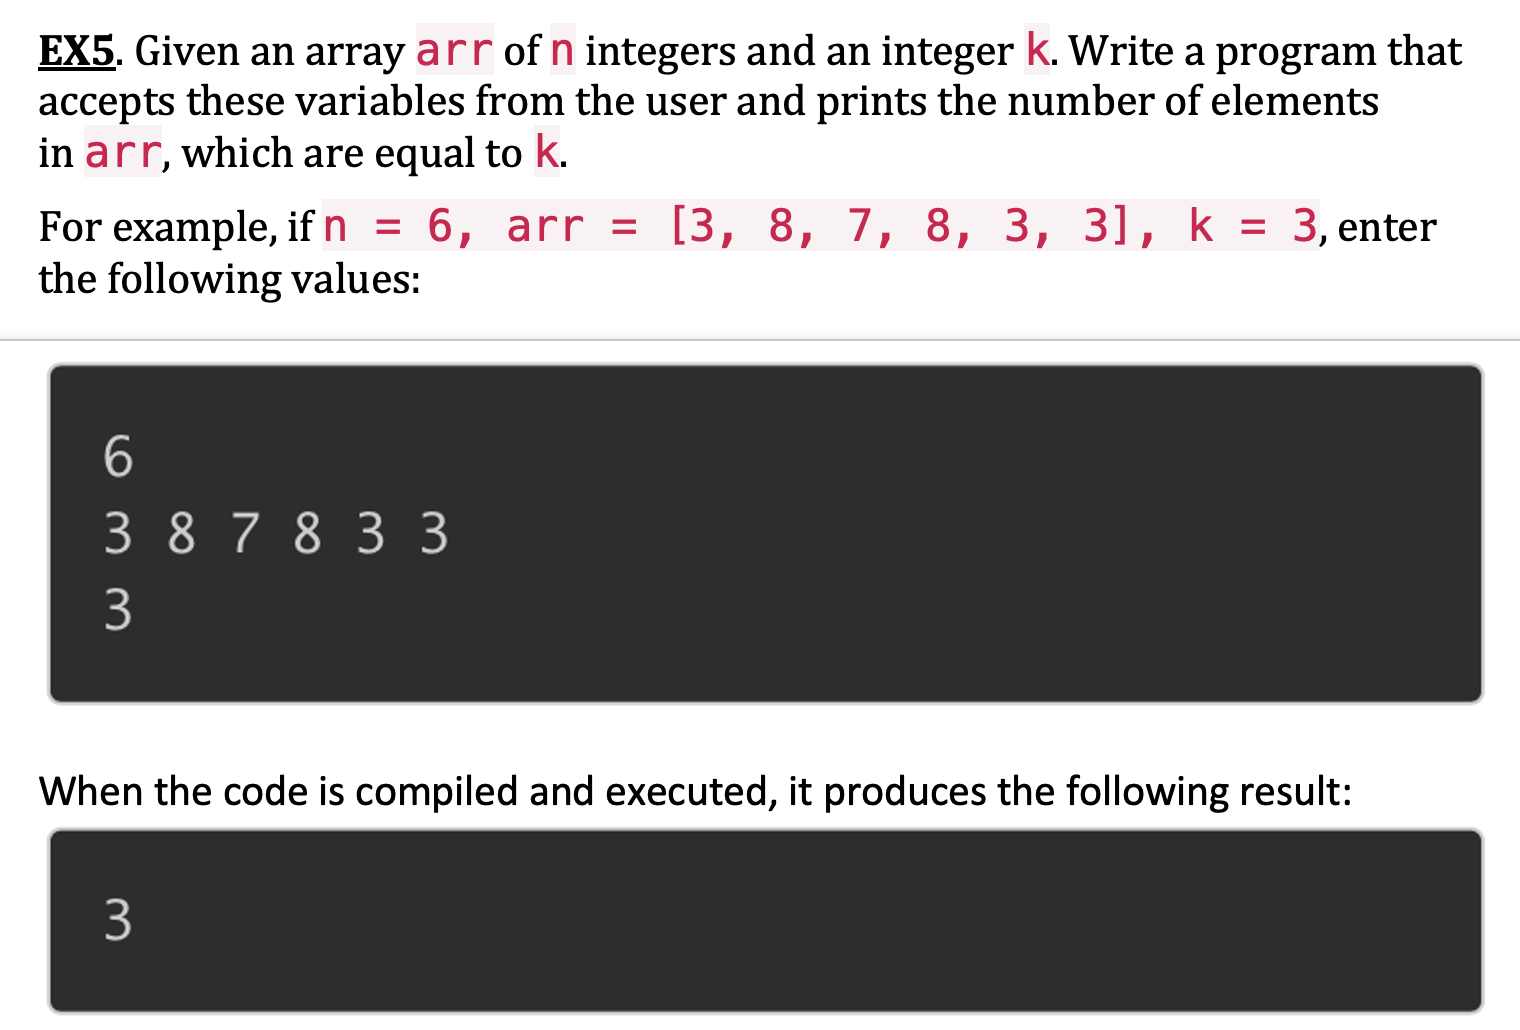 EX5. Given an array arr of n integers and an integer k. Write a program that
accepts these variables from the user and prints the number of elements
in arr, which are equal to k.
For example, if n = 6, arr = [3, 8, 7, 8, 3, 3], k = 3, enter
the following values:
6
3 8 7 8 3 3
3
When the code is compiled and executed, it produces the following result:
3